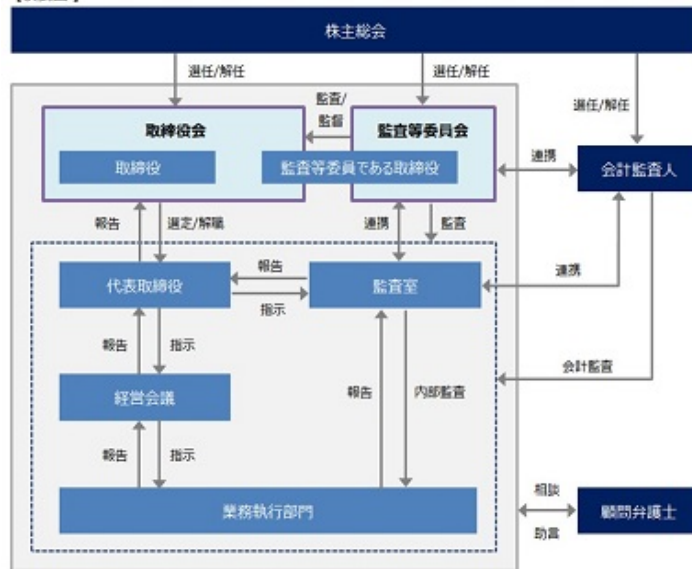 株主総会
選任/解任
選任/解任
選任/解任
監査/
監督
取締役会
監査等委員会
取締役
監査等委員である取締役
連携
会計監査人
報告
選定/解職
連携
監査
代表取締役
報告
指示
監査室
連携
報告
指示
会計監査
経営会議
報告
内部監査
報告
指示
業務執行部門
相談
助言
顧問弁護士